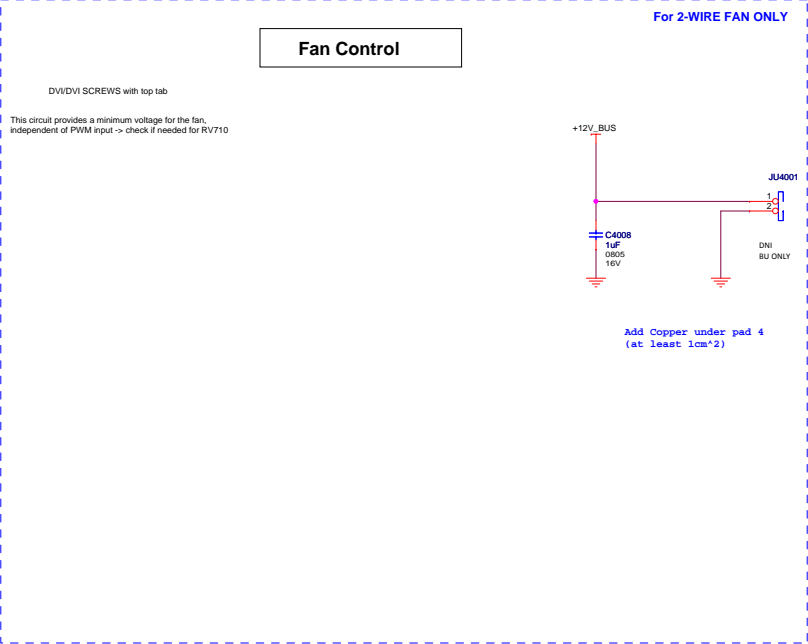 For 2-WIRE FAN ONLY
Fan Control
DVI/DVI SCREWS with top tab
This circuit provides a minimum voltage for the fan,
independent of PWM input -> check if needed for RV710
+12V_BUS
JU4001
1
2
C4008
1uF
0805
16V
DNI
BU ONLY
Add Copper under pad 4
(at least 1cm^2)